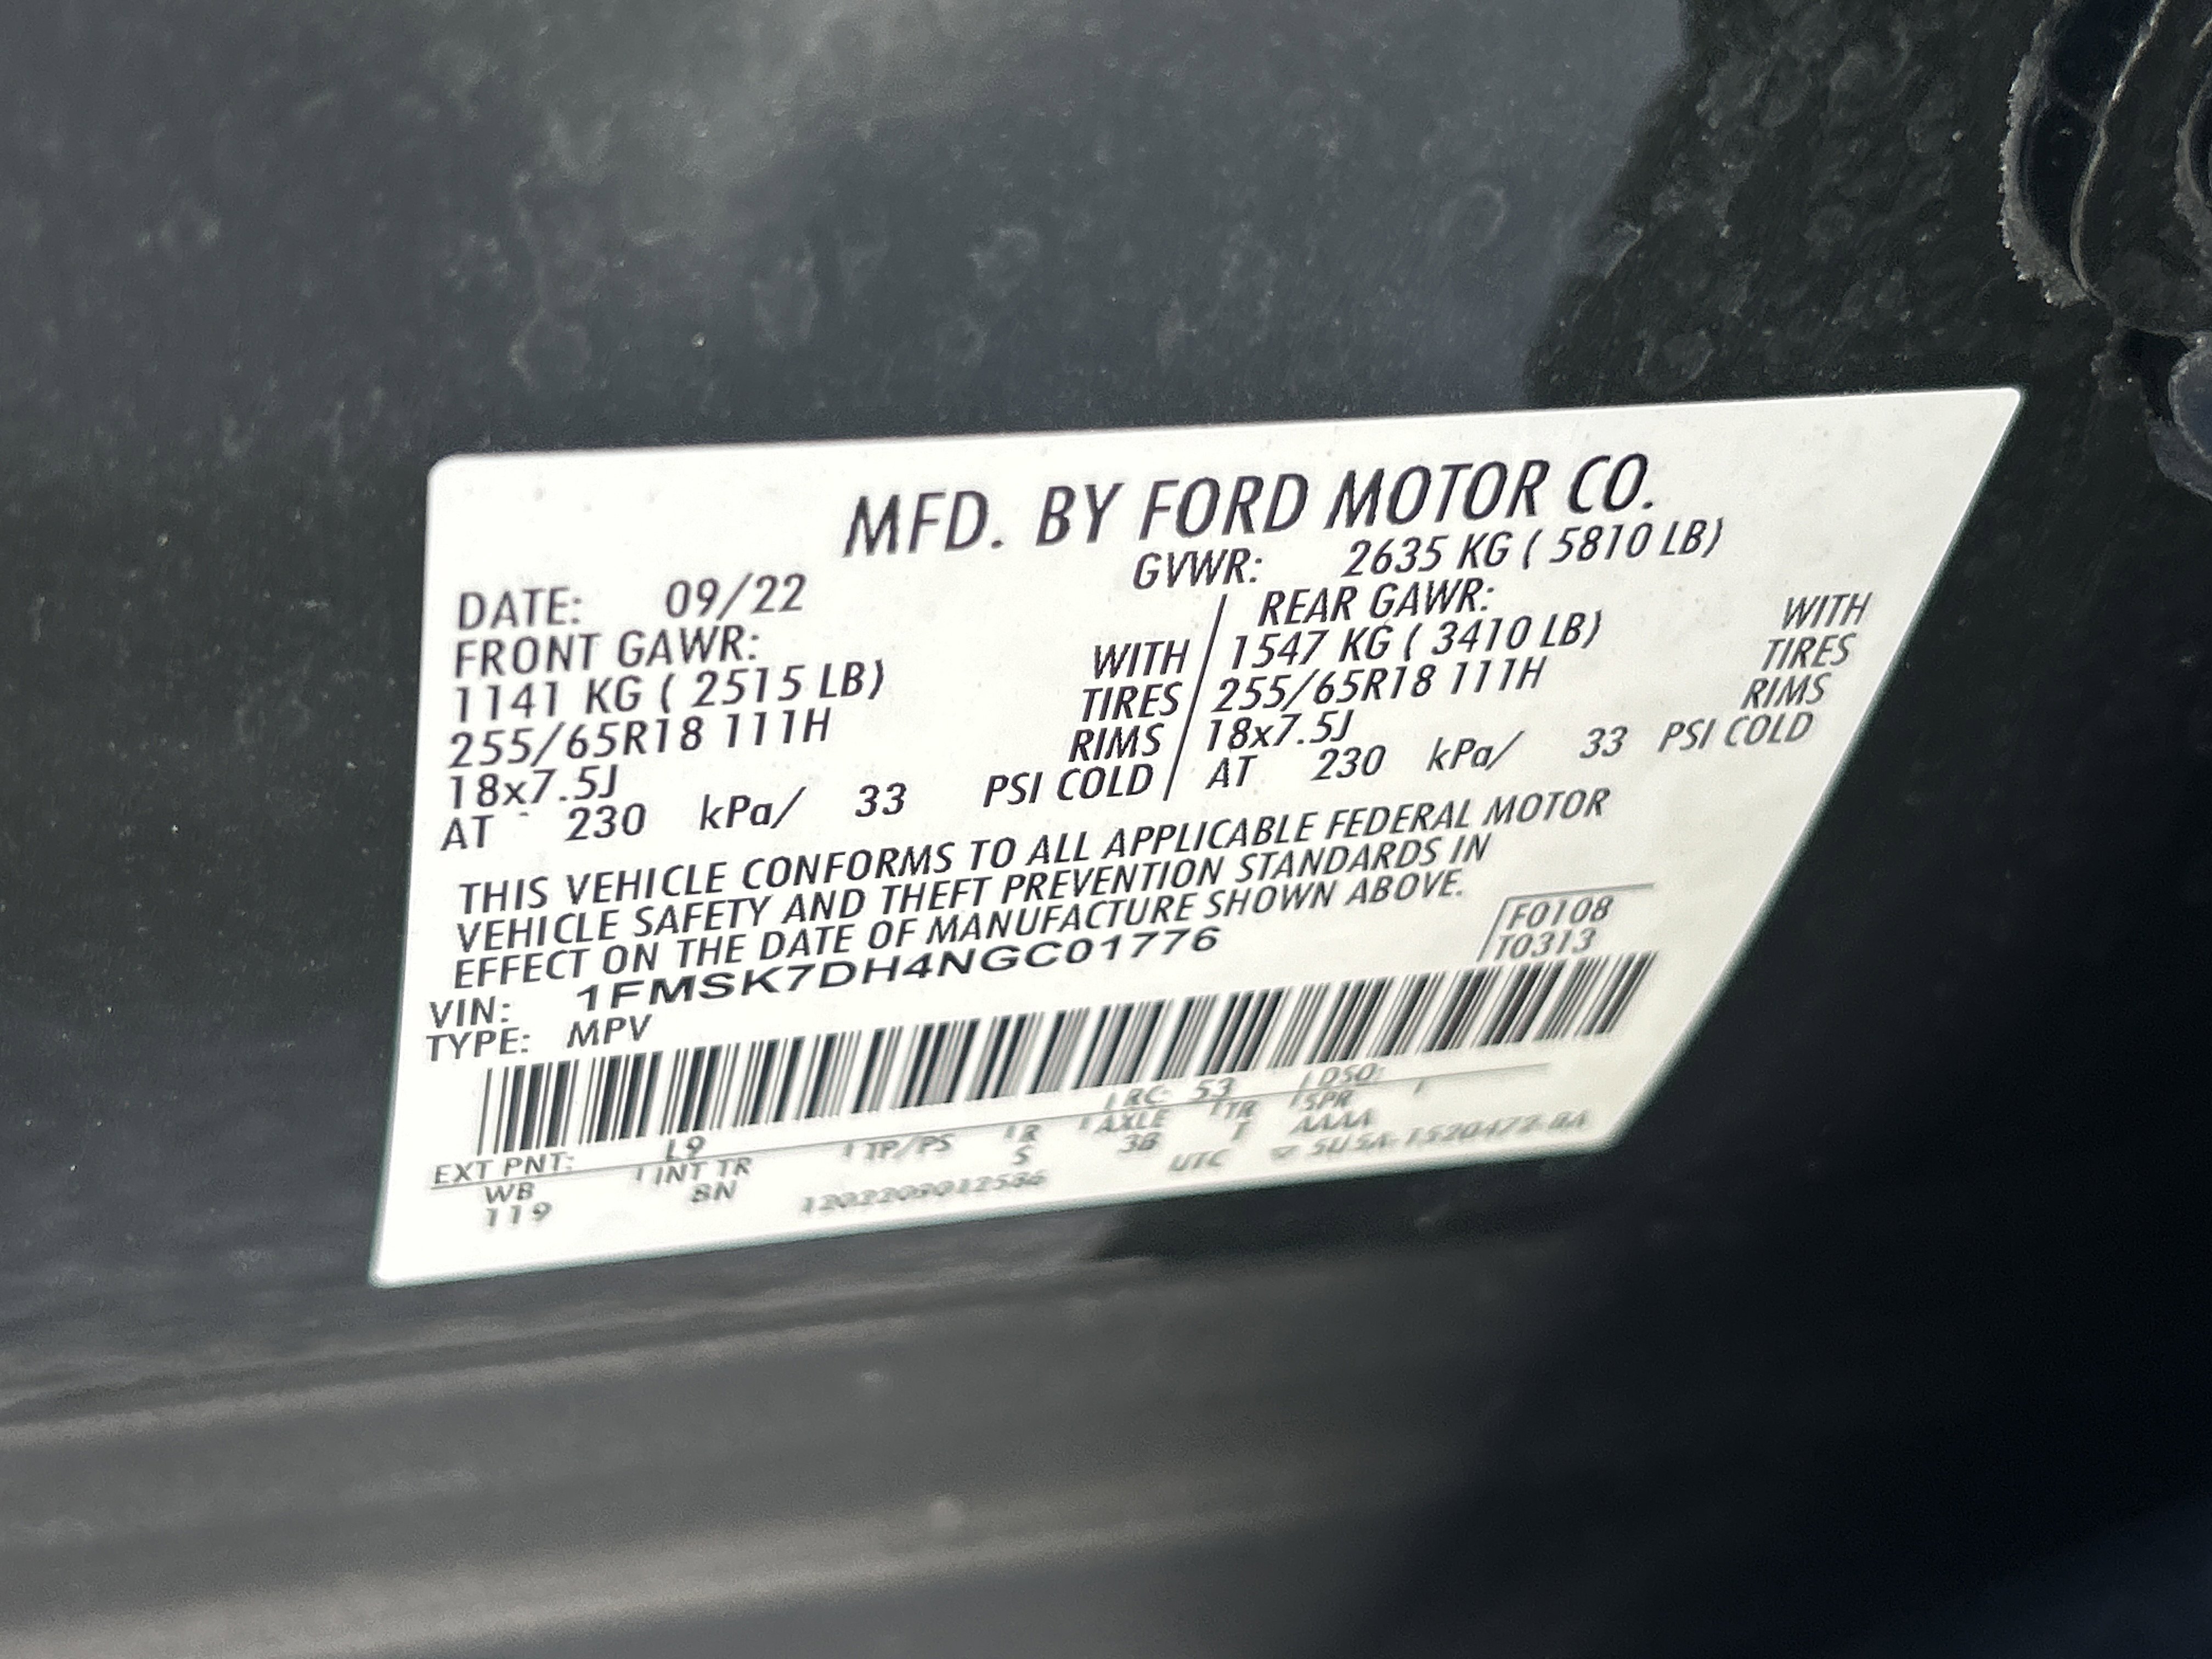 MFD. BY FORD MOTOR CO.
DATE: 09/22 GVWR: 2635 KG ( 5810 LB)
FRONT GAWR: REAR GAWR:
1141 KG ( 2515 LB) WITH 1547 KG ( 3410 LB) WITH
255/65R18 111H TIRES 255/65R18 111H TIRES
18x7.5J RIMS 18x7.5J RIMS
AT 230 kPa/ 33 PSI COLD AT 230 kPa/ 33 PSI COLD
THIS VEHICLE CONFORMS TO ALL APPLICABLE FEDERAL MOTOR
VEHICLE SAFETY AND THEFT PREVENTION STANDARDS IN
EFFECT ON THE DATE OF MANUFACTURE SHOWN ABOVE.
F0108
T0313
VIN: 1FMSK7DH4NGC01776
TYPE: MPV
EXT PNT: L9 RC: 53 DSO:
WB INT TR TP/PS R AXLE TR SPR
119 8N S 3B T AAAA
UTC